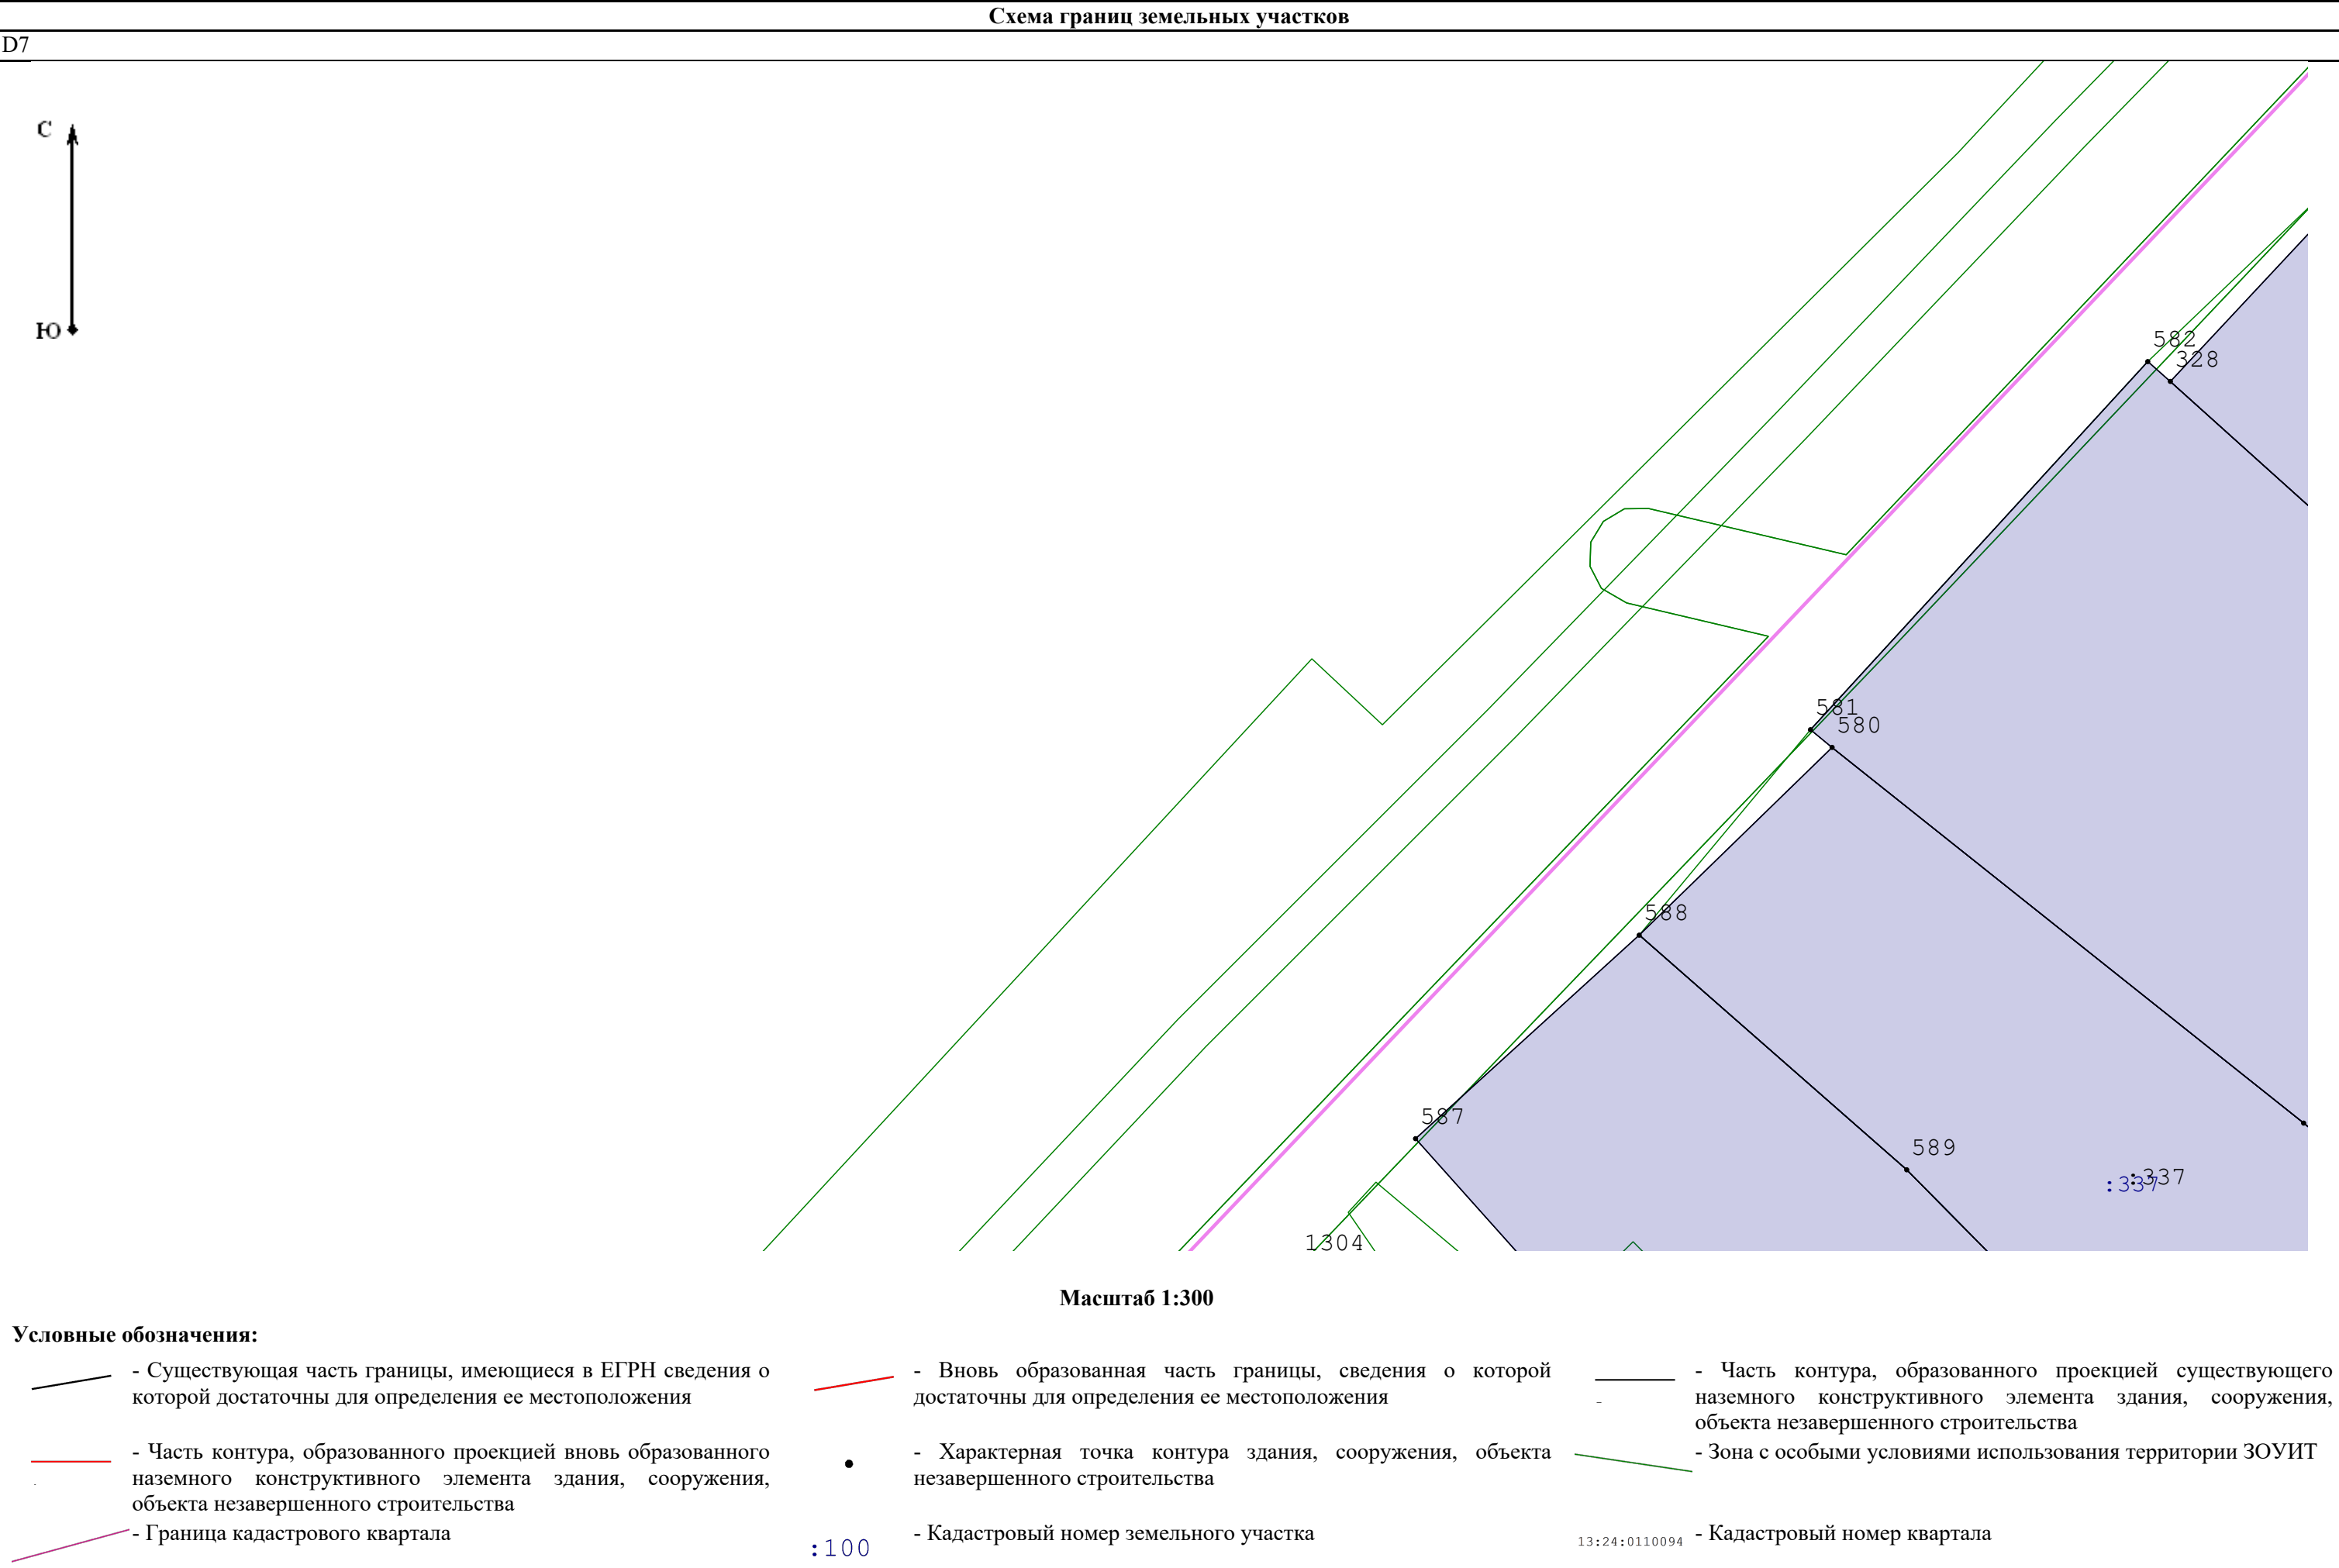 Схема границ земельных участков
D7
С
Ю
582
328
581
580
588
587
589
:337
:337
1304
Масштаб 1:300
Условные обозначения:
- Существующая часть границы, имеющиеся в ЕГРН сведения о
которой достаточны для определения ее местоположения
- Вновь образованная часть границы, сведения о которой
достаточны для определения ее местоположения
- Часть контура, образованного проекцией существующего
наземного конструктивного элемента здания, сооружения,
объекта незавершенного строительства
- Часть контура, образованного проекцией вновь образованного
наземного конструктивного элемента здания, сооружения,
объекта незавершенного строительства
- Характерная точка контура здания, сооружения, объекта
незавершенного строительства
- Зона с особыми условиями использования территории ЗОУИТ
- Граница кадастрового квартала
:100
- Кадастровый номер земельного участка
13:24:0110094
- Кадастровый номер квартала